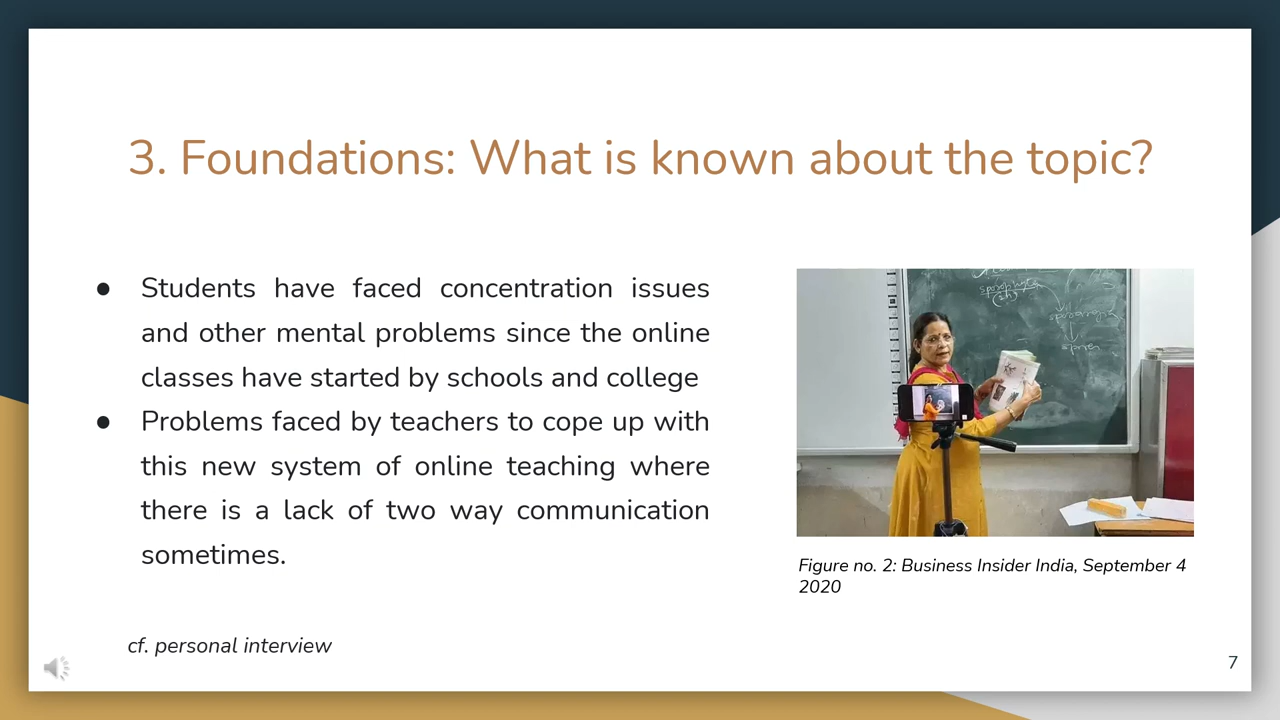 3. Foundations: What is known about the topic?
● Students have faced concentration issues
and other mental problems since the online
classes have started by schools and college
● Problems faced by teachers to cope up with
this new system of online teaching where
there is a lack of two way communication
sometimes.
Figure no. 2: Business Insider India, September 4
2020
cf. personal interview
7